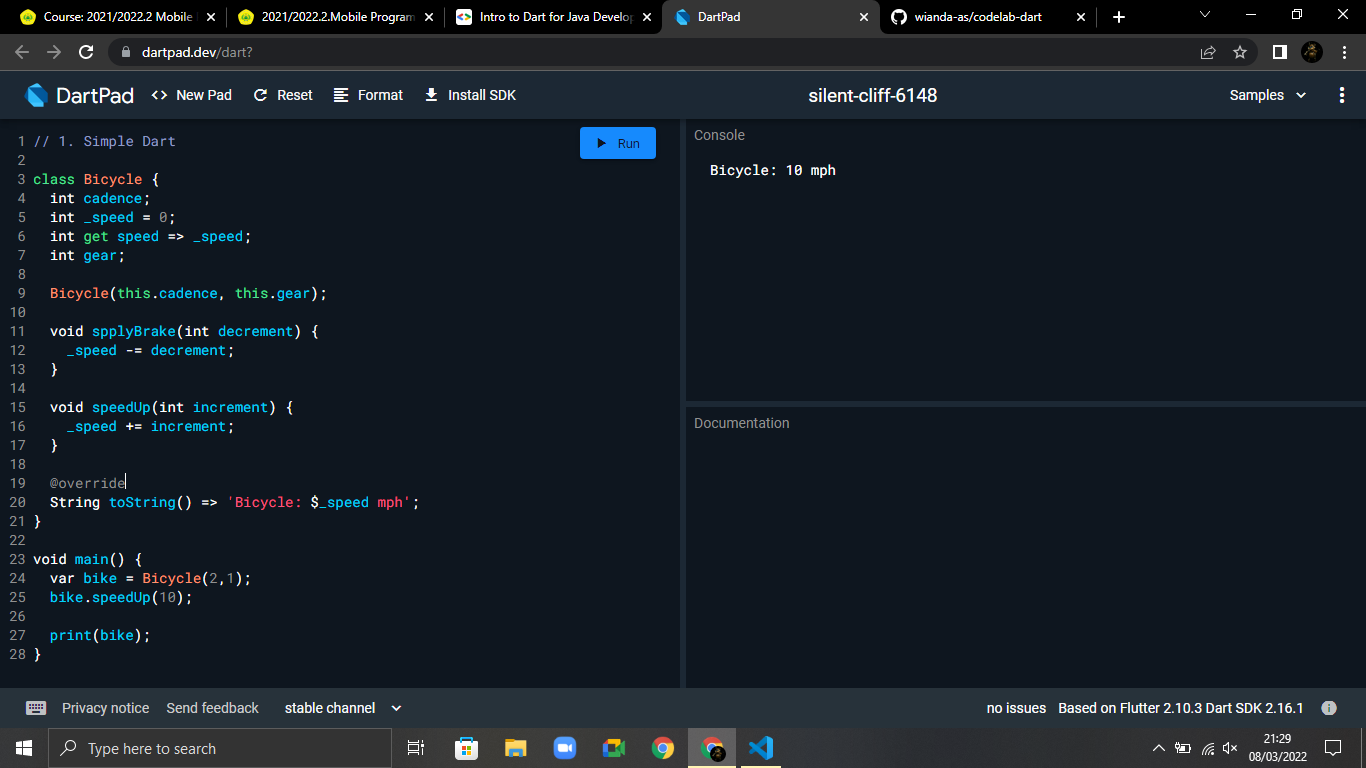 Course: 2021/2022.2 Mobile
2021/2022.2.Mobile Program
Intro to Dart for Java Develop
DartPad
wianda-as/codelab-dart
dartpad.dev/dart?
DartPad
<> New Pad
Reset
Format
Install SDK
silent-cliff-6148
Samples
1 // 1. Simple Dart
2
3 class Bicycle {
4 int cadence;
5 int _speed = 0;
6 int get speed => _speed;
7 int gear;
8
9 Bicycle(this.cadence, this.gear);
10
11 void spplyBrake(int decrement) {
12 _speed -= decrement;
13 }
14
15 void speedUp(int increment) {
16 _speed += increment;
17 }
18
19 @override
20 String toString() => 'Bicycle: $_speed mph';
21 }
22
23 void main() {
24 var bike = Bicycle(2,1);
25 bike.speedUp(10);
26
27 print(bike);
28 }
Run
Console
Bicycle: 10 mph
Documentation
Privacy notice
Send feedback
stable channel
no issues
Based on Flutter 2.10.3 Dart SDK 2.16.1
Type here to search
21:29
08/03/2022